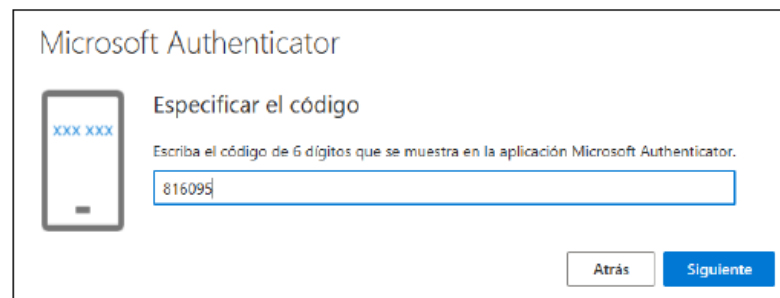 Microsoft Authenticator
Especificar el código
xxx xxx
Escriba el código de 6 dígitos que se muestra en la aplicación Microsoft Authenticator.
816095
Atrás
Siguiente